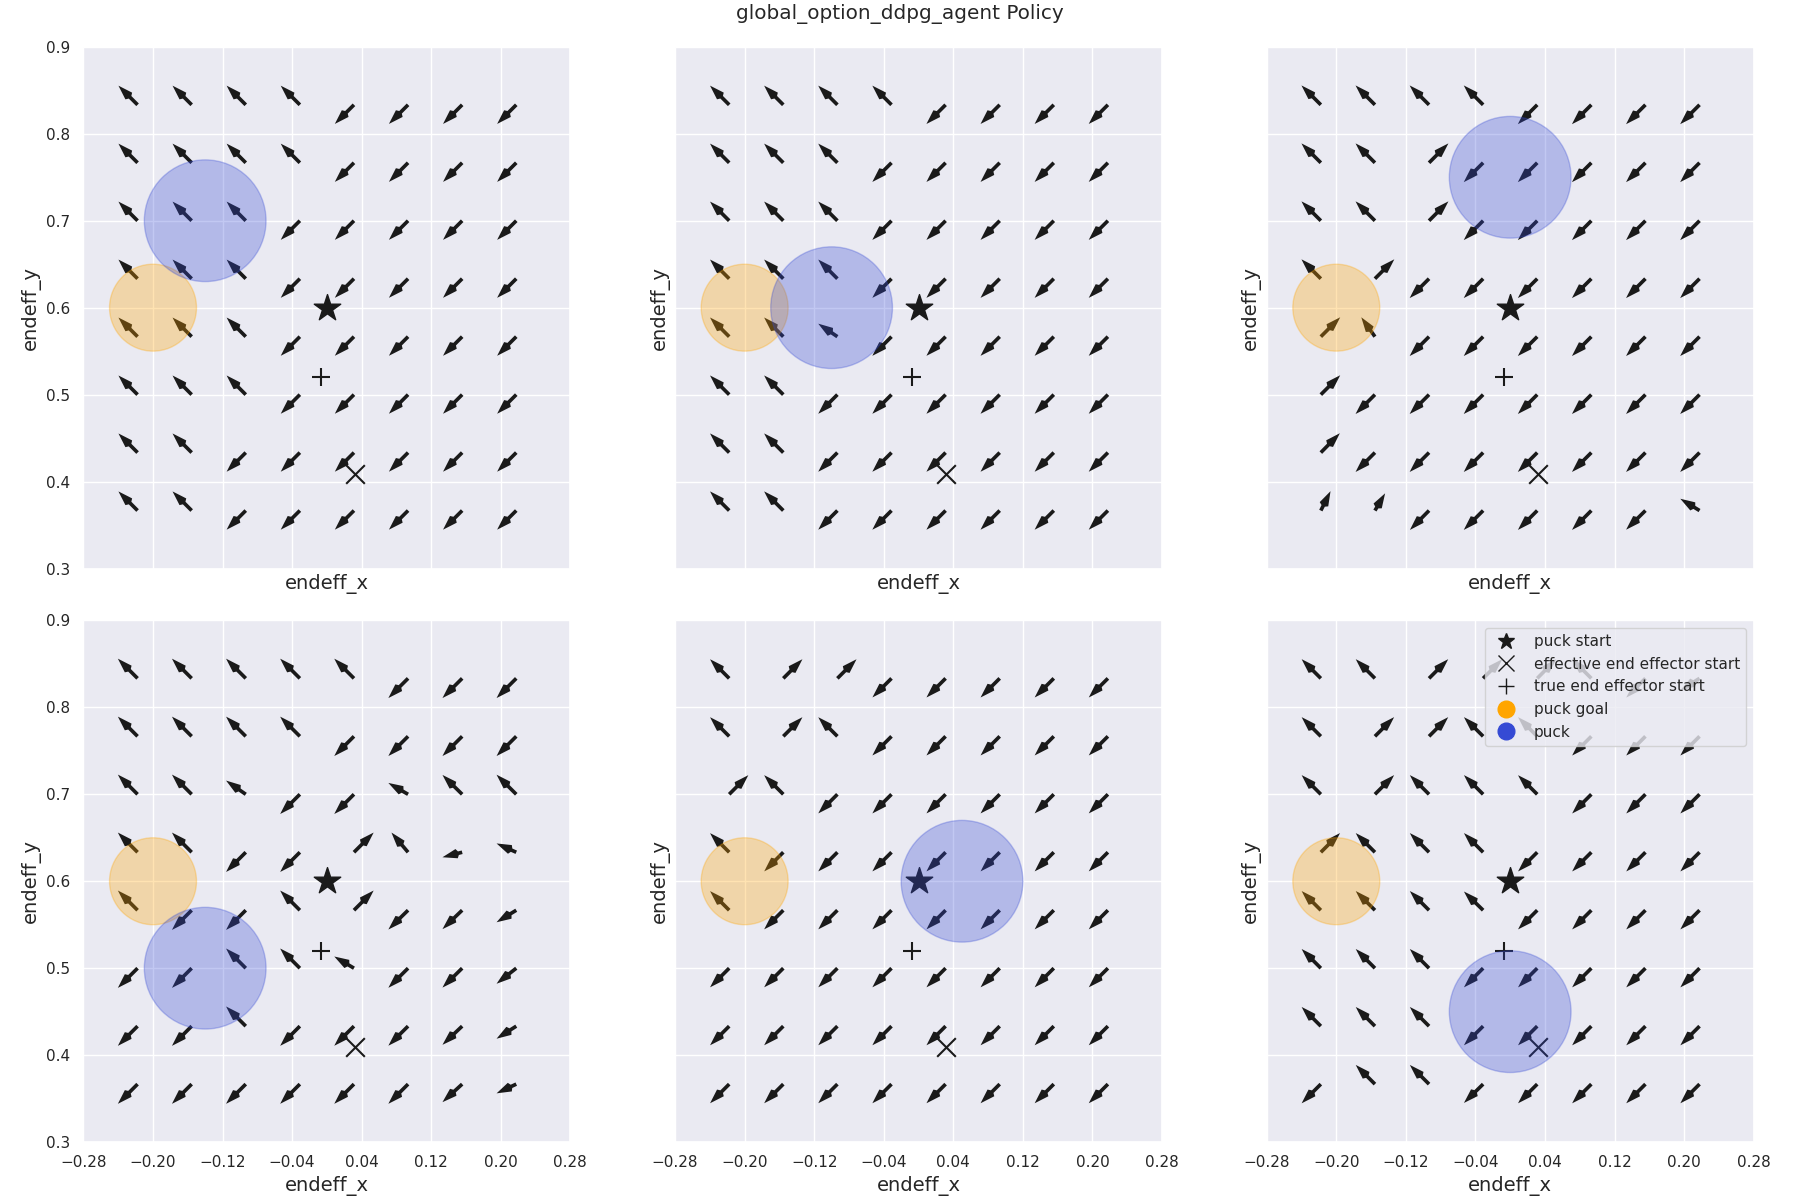 global_option_ddpg_agent Policy
0.9
0.8
0.7
0.6
0.5
0.4
0.3
endeff_y
endeff_x
endeff_y
endeff_x
endeff_y
endeff_x
0.9
0.8
0.7
0.6
0.5
0.4
0.3
endeff_y
−0.28 −0.20 −0.12 −0.04 0.04 0.12 0.20 0.28
endeff_x
endeff_y
−0.28 −0.20 −0.12 −0.04 0.04 0.12 0.20 0.28
endeff_x
puck start
effective end effector start
true end effector start
puck goal
puck
endeff_y
−0.28 −0.20 −0.12 −0.04 0.04 0.12 0.20 0.28
endeff_x